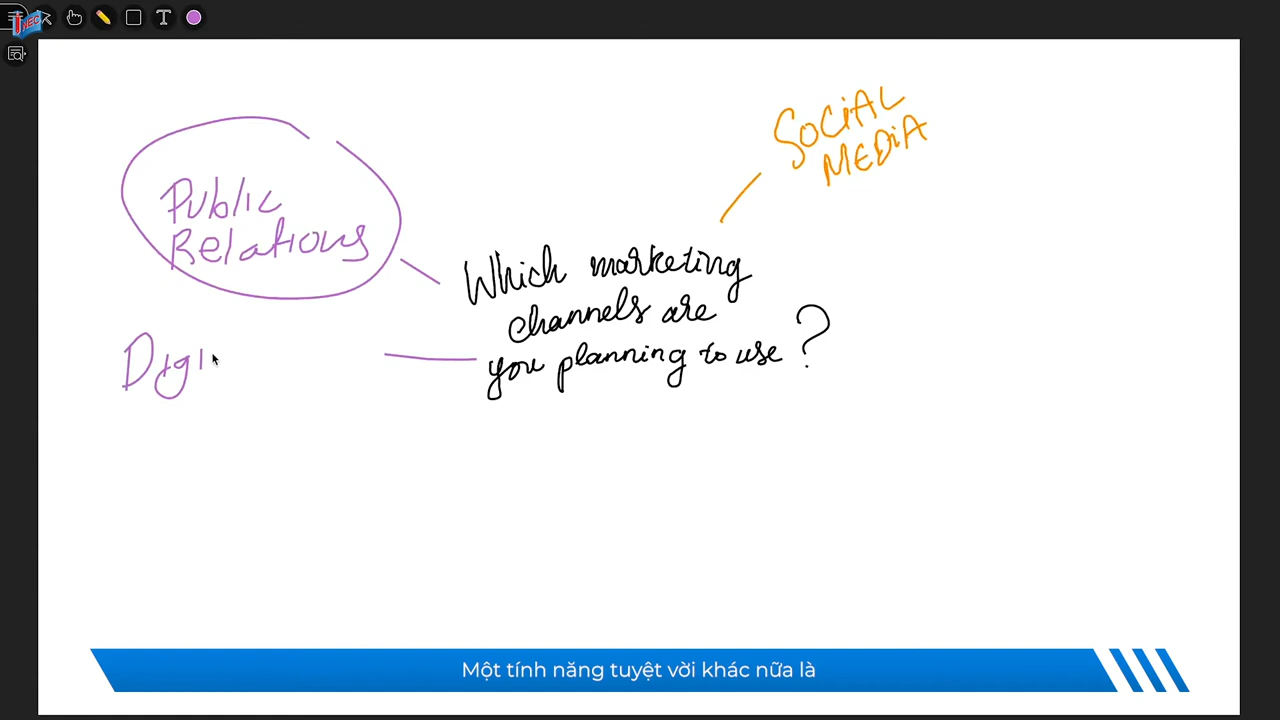 SOCiAL
MEDiA
Public
Relations
Which marketing
channels are
you planning to use?
Digi
Một tính năng tuyệt vời khác nữa là